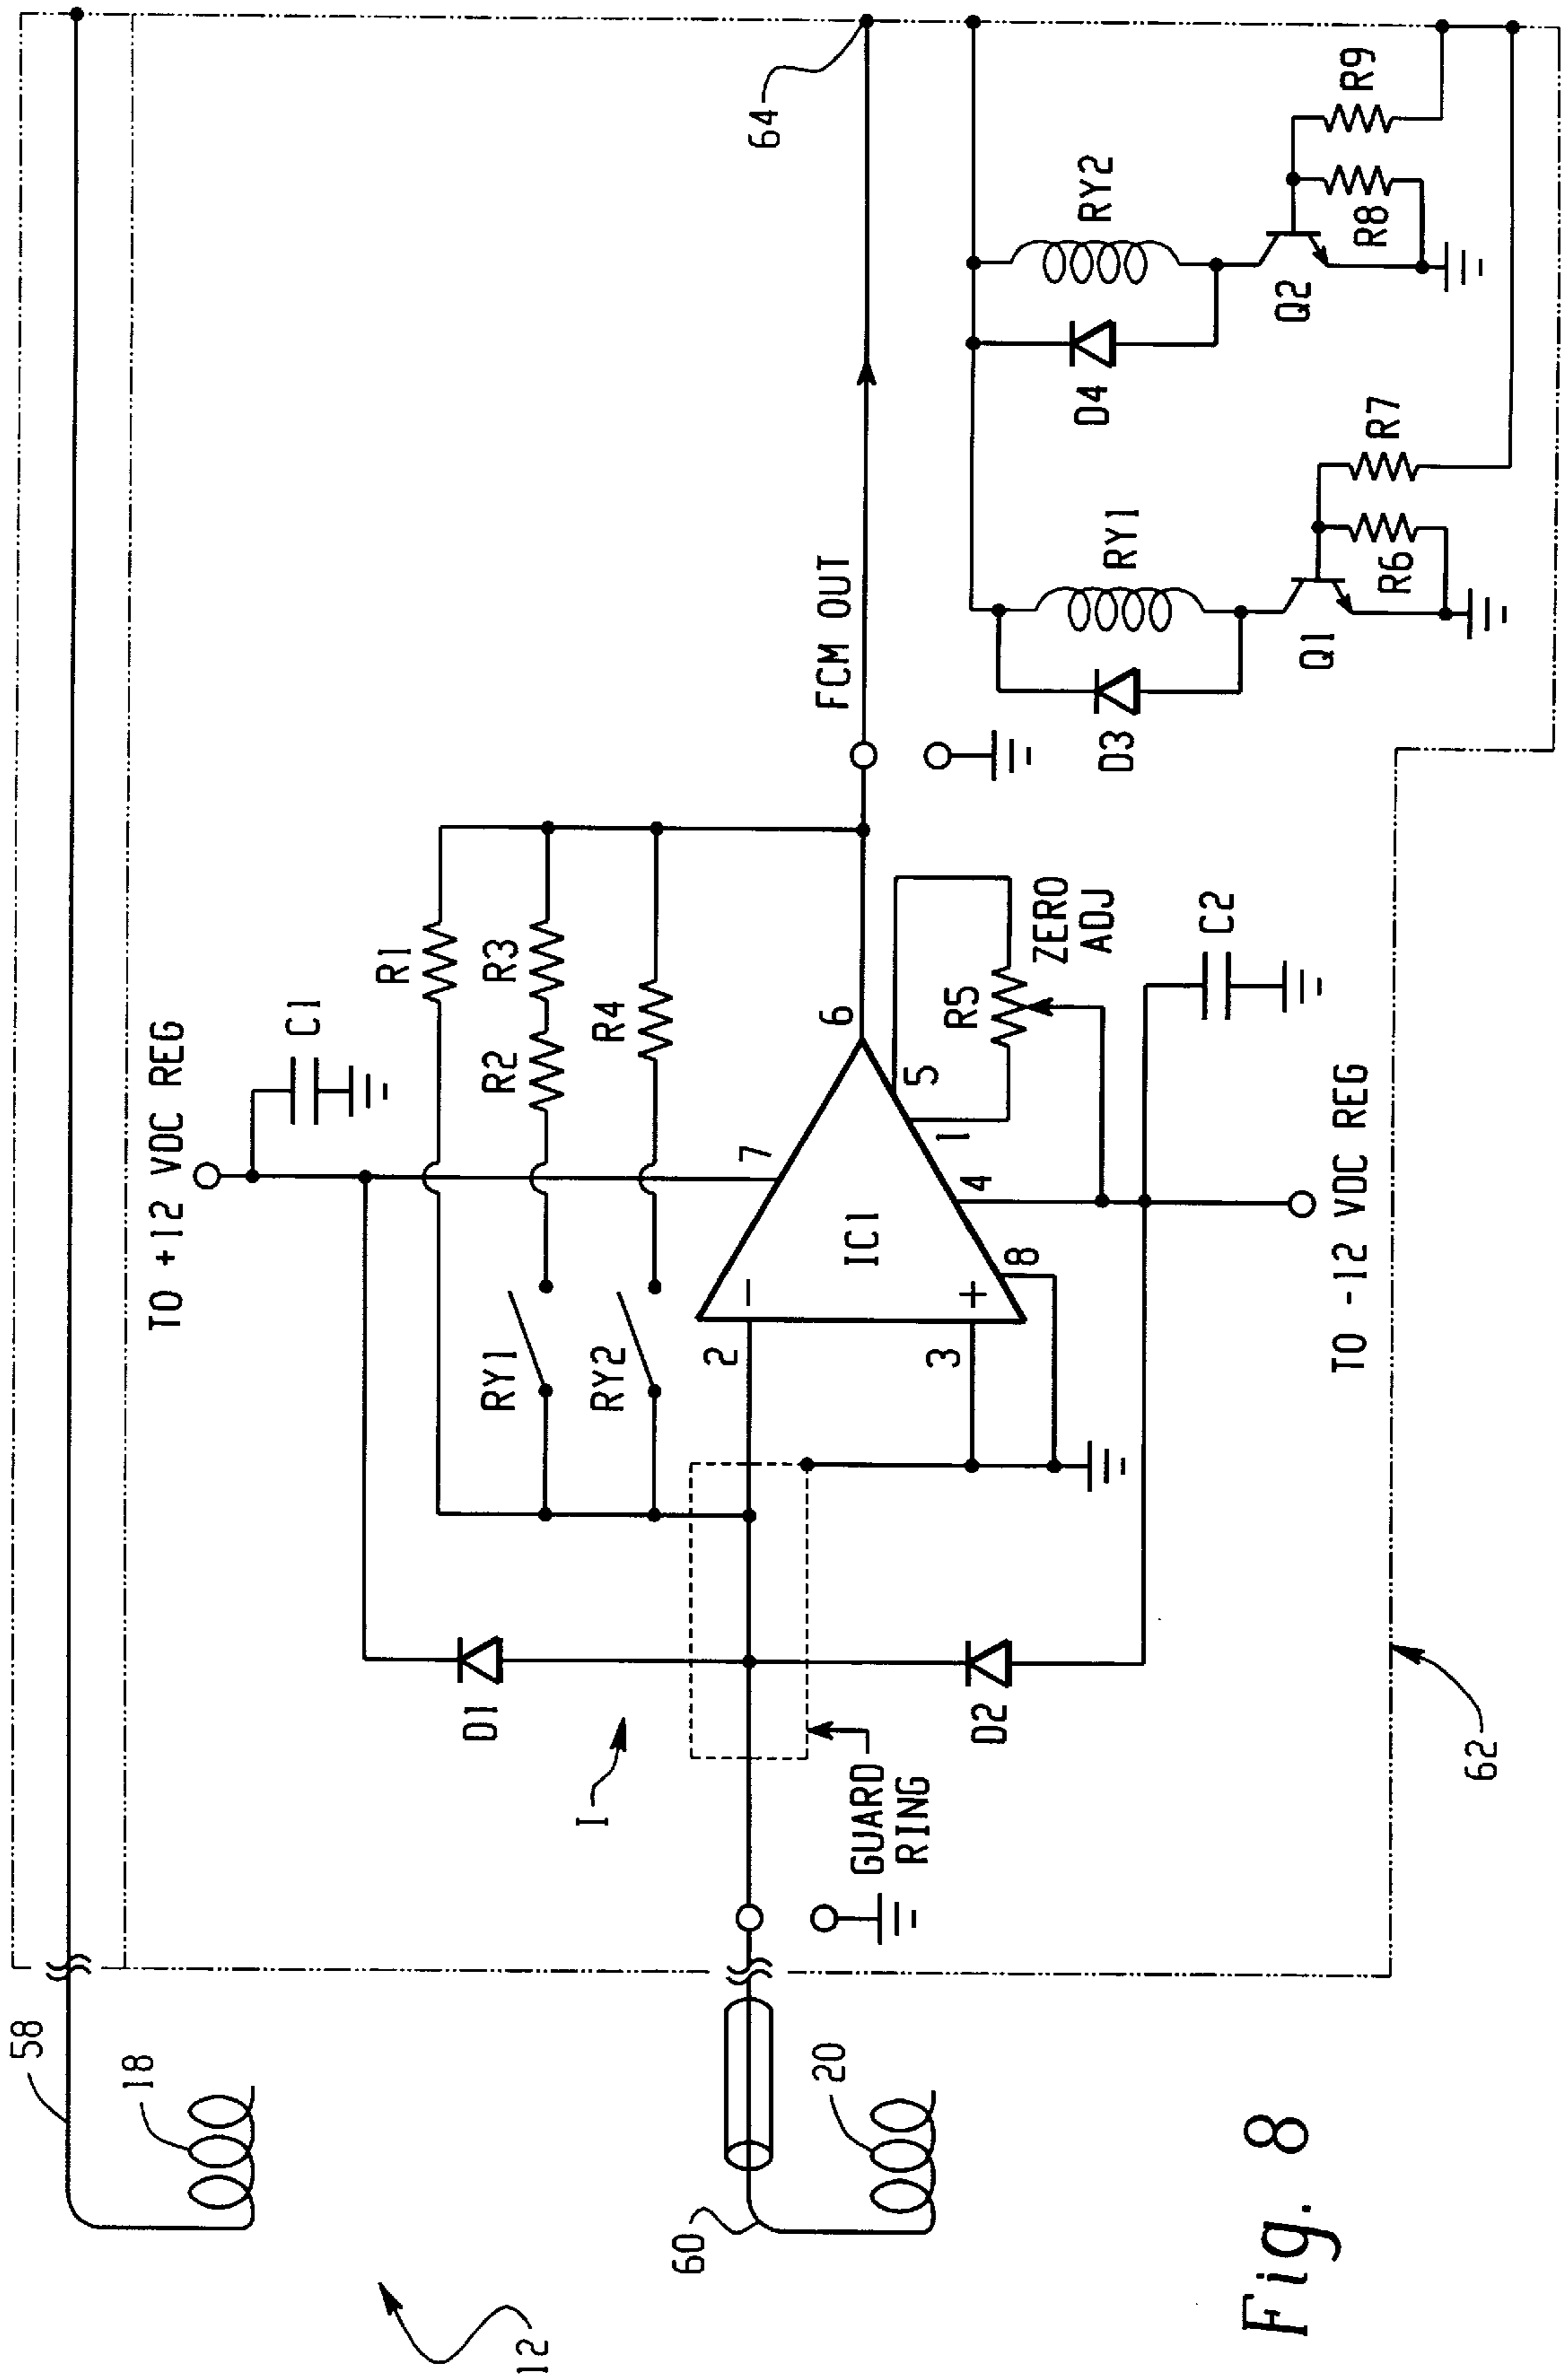 58
18
TO +12 VDC REG
C1
R1
R2
R3
R4
RY1
RY2
D1
I
GUARD
RING
2
3
7
6
IC1
−
+
8
4
1
5
R5
ZERO
ADJ
C2
TO -12 VDC REG
D2
FCM OUT
64
RY1
D3
Q1
R6
R7
RY2
D4
Q2
R8
R9
60
20
12
62
Fig. 8